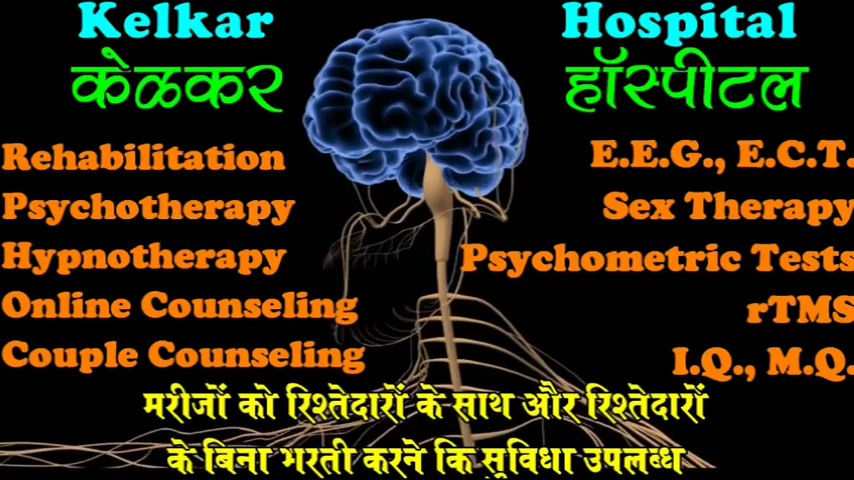 Kelkar Hospital
केळकर हॉस्पीटल
Rehabilitation
Psychotherapy
Hypnotherapy
Online Counseling
Couple Counseling
E.E.G., E.C.T.
Sex Therapy
Psychometric Tests
rTMS
I.Q., M.Q.
मरीजों को रिश्तेदारों के साथ और रिश्तेदारों
के बिना भरती करने कि सुविधा उपलब्ध